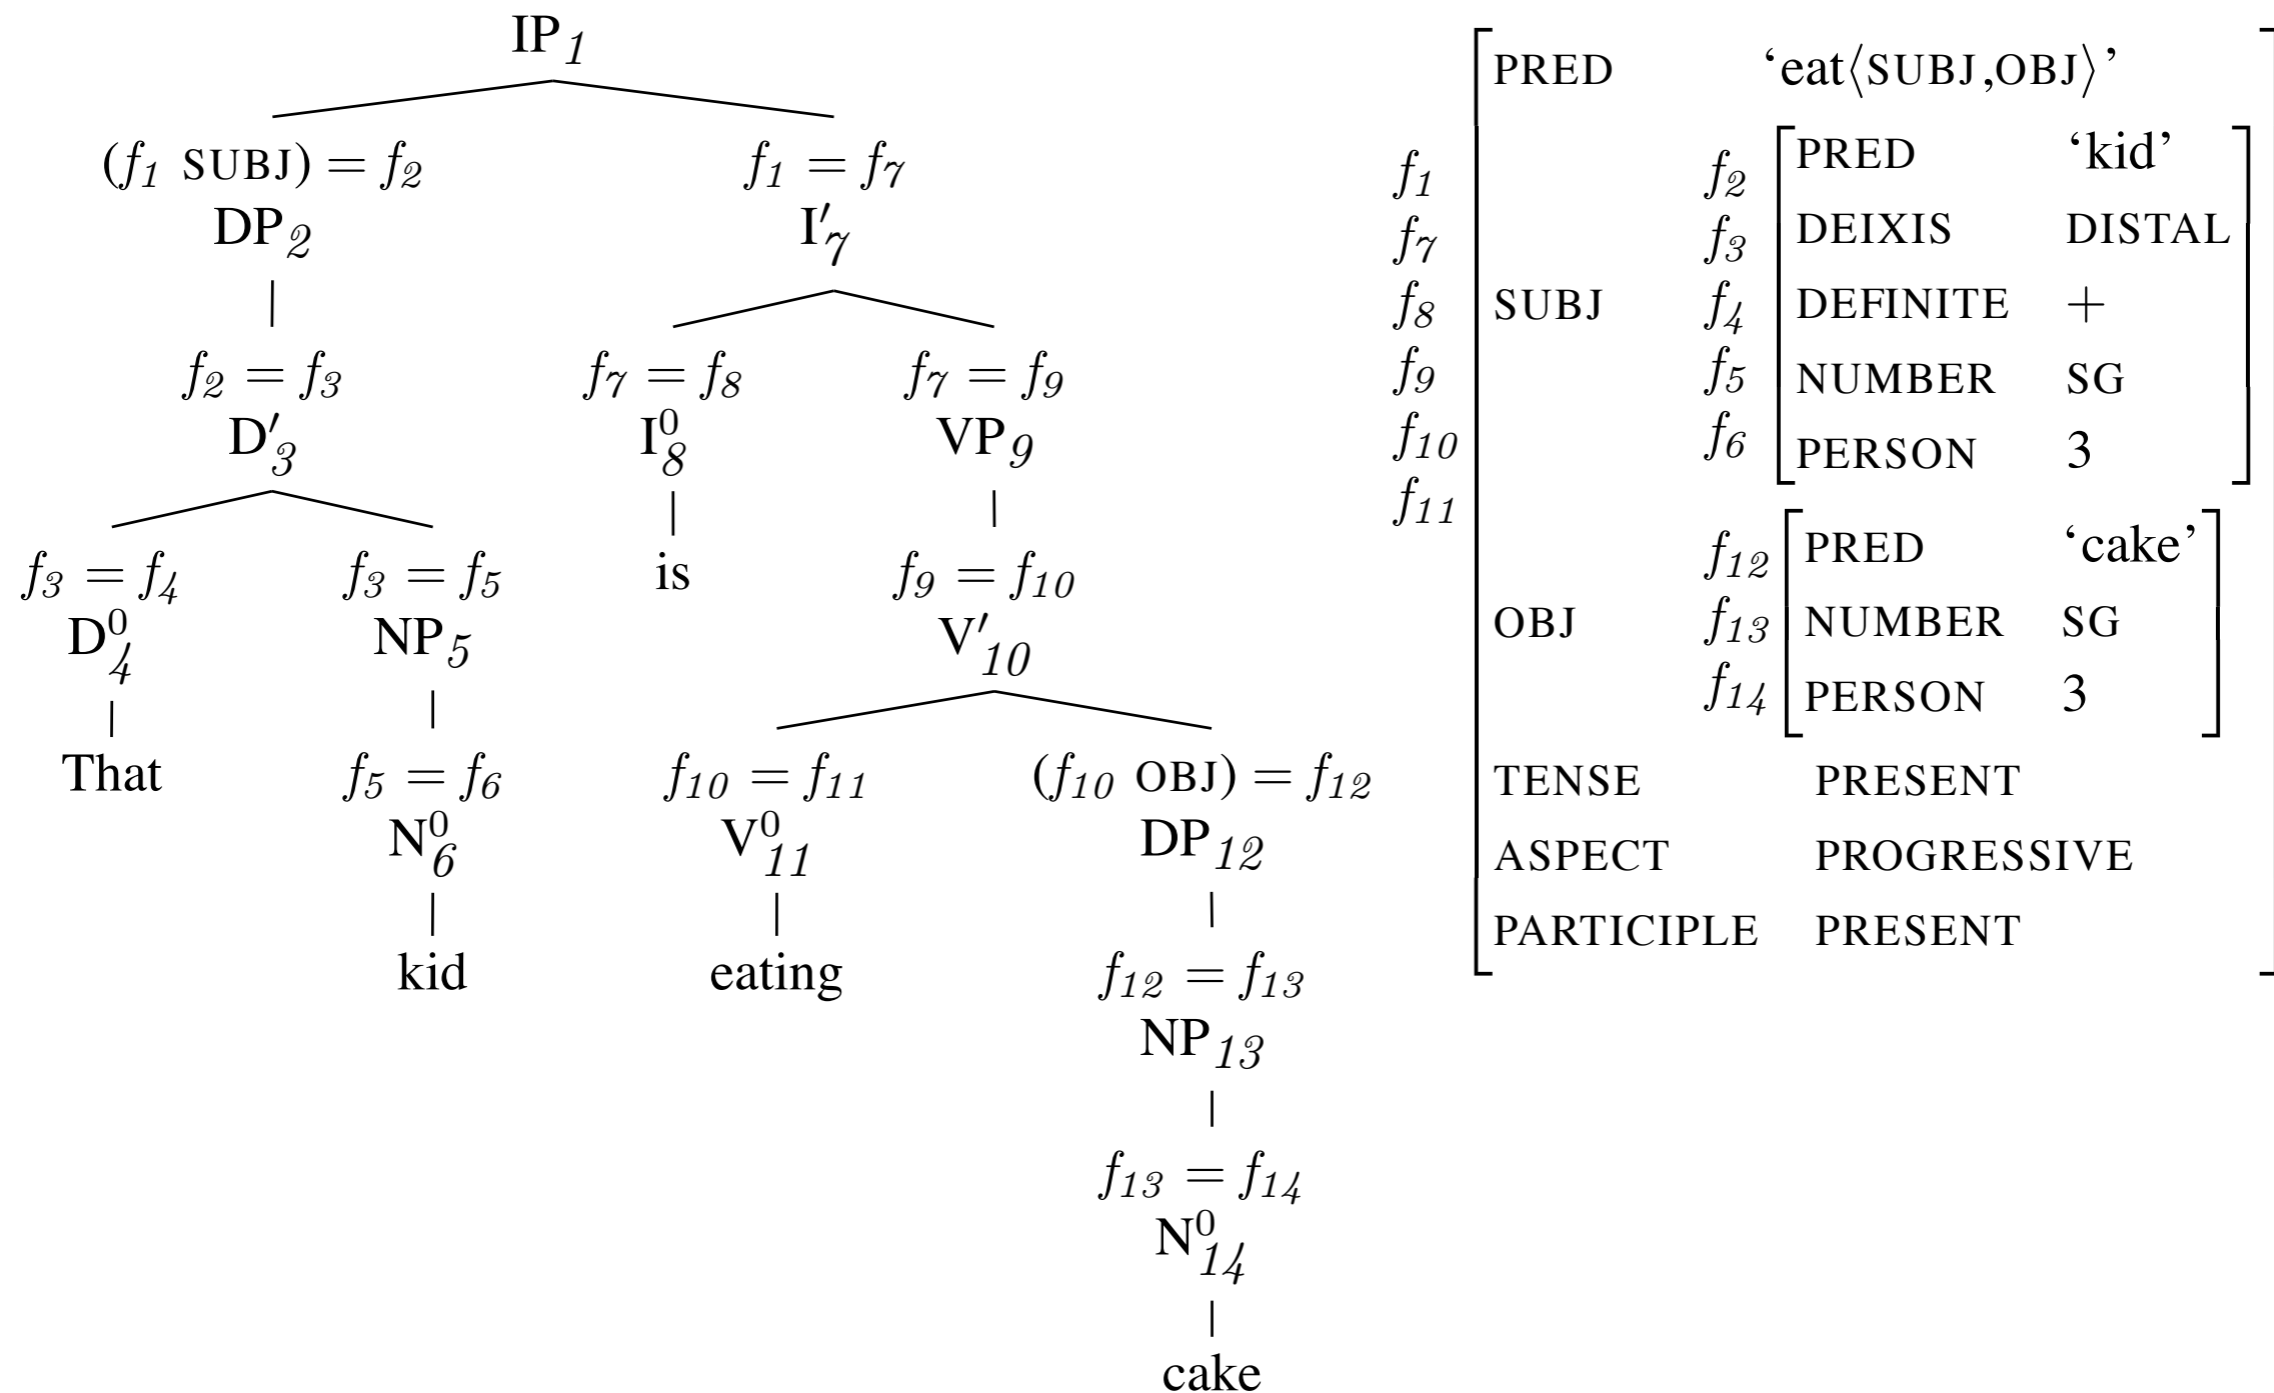 IP1
(f1 SUBJ) = f2 f1 = f7
DP2 I′7
f2 = f3 f7 = f8 f7 = f9
D′3 I⁰8 VP9
f3 = f4 f3 = f5 is f9 = f10
D⁰4 NP5 V′10
That f5 = f6 f10 = f11 (f10 OBJ) = f12
N⁰6 V⁰11 DP12
kid eating f12 = f13
NP13
f13 = f14
N⁰14
cake
PRED ‘eat⟨SUBJ,OBJ⟩’
f1 f2 PRED ‘kid’
f7 f3 DEIXIS DISTAL
f8 SUBJ f4 DEFINITE +
f9 f5 NUMBER SG
f10 f6 PERSON 3
f11
f12 PRED ‘cake’
OBJ f13 NUMBER SG
f14 PERSON 3
TENSE PRESENT
ASPECT PROGRESSIVE
PARTICIPLE PRESENT